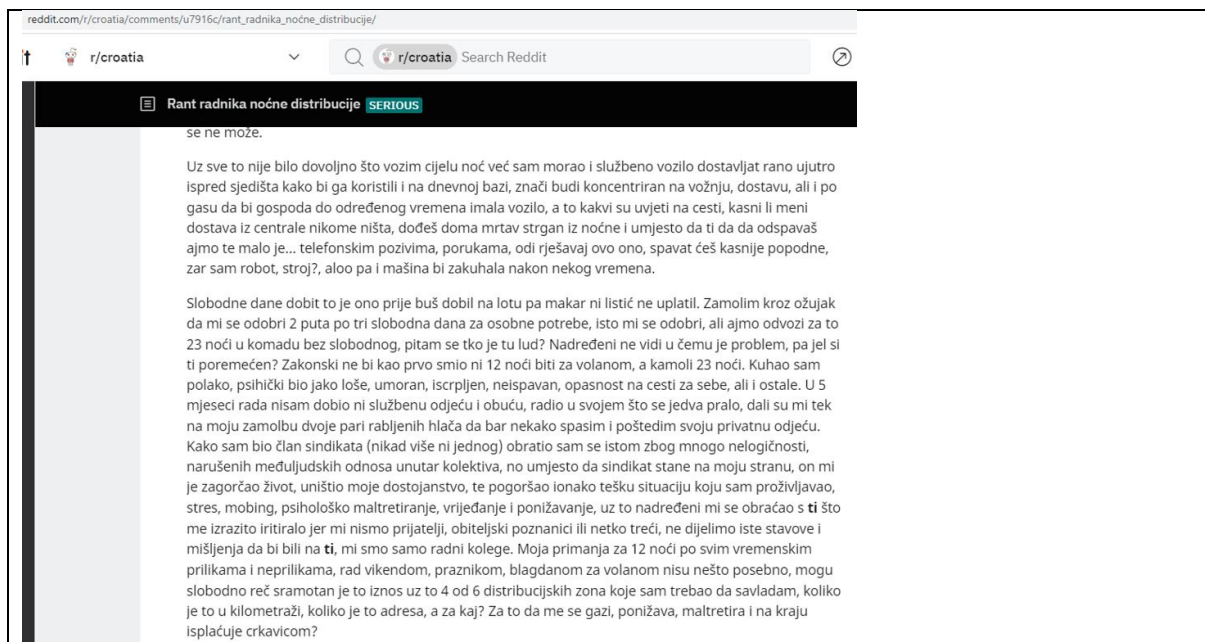 reddit.com/r/croatia/comments/u7916c/rant_radnika_noćne_distribucije/
it r/croatia r/croatia Search Reddit
Rant radnika noćne distribucije SERIOUS
se ne može.
Uz sve to nije bilo dovoljno što vozim cijelu noć već sam morao i službeno vozilo dostavljat rano ujutro
ispred sjedišta kako bi ga koristili i na dnevnoj bazi, znači budi koncentriran na vožnju, dostavu, ali i po
gasu da bi gospoda do određenog vremena imala vozilo, a to kakvi su uvjeti na cesti, kasni li meni
dostava iz centrale nikome ništa, dođeš doma mrtav strgan iz noćne i umjesto da ti da da odspavaš
ajmo te malo je... telefonskim pozivima, porukama, odi rješavaj ovo ono, spavat ćeš kasnije popodne,
zar sam robot, stroj?, aloo pa i mašina bi zakuhala nakon nekog vremena.
Slobodne dane dobit to je ono prije buš dobil na lotu pa makar ni listić ne uplatil. Zamolim kroz ožujak
da mi se odobri 2 puta po tri slobodna dana za osobne potrebe, isto mi se odobri, ali ajmo odvozi za to
23 noći u komadu bez slobodnog, pitam se tko je tu lud? Nadređeni ne vidi u čemu je problem, pa jel si
ti poremećen? Zakonski ne bi kao prvo smio ni 12 noći biti za volanom, a kamoli 23 noći. Kuhao sam
polako, psihički bio jako loše, umoran, iscrpljen, neispavan, opasnost na cesti za sebe, ali i ostale. U 5
mjeseci rada nisam dobio ni službenu odjeću i obuću, radio u svojem što se jedva pralo, dali su mi tek
na moju zamolbu dvoje pari rabljenih hlača da bar nekako spasim i poštedim svoju privatnu odjeću.
Kako sam bio član sindikata (nikad više ni jednog) obratio sam se istom zbog mnogo nelogičnosti,
narušenih međuljudskih odnosa unutar kolektiva, no umjesto da sindikat stane na moju stranu, on mi
je zagorčao život, uništio moje dostojanstvo, te pogoršao ionako tešku situaciju koju sam proživljavao,
stres, mobing, psihološko maltretiranje, vrijeđanje i ponižavanje, uz to nadređeni mi se obraćao s ti što
me izrazito iritiralo jer mi nismo prijatelji, obiteljski poznanici ili netko treći, ne dijelimo iste stavove i
mišljenja da bi bili na ti, mi smo samo radni kolege. Moja primanja za 12 noći po svim vremenskim
prilikama i neprilikama, rad vikendom, praznikom, blagdanom za volanom nisu nešto posebno, mogu
slobodno reč sramotan je to iznos uz to 4 od 6 distribucijskih zona koje sam trebao da savladam, koliko
je to u kilometraži, koliko je to adresa, a za kaj? Za to da me se gazi, ponižava, maltretira i na kraju
isplaćuje crkavicom?